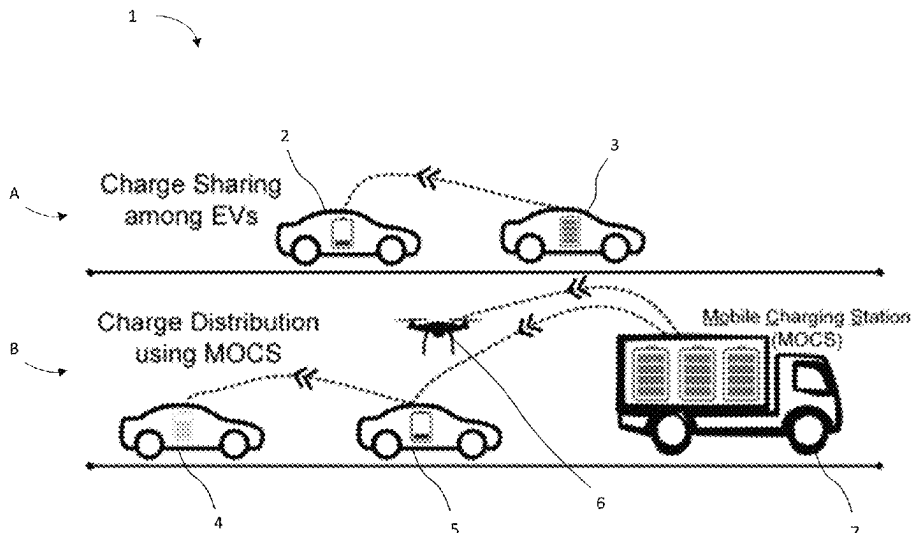 1
2
3
A
Charge Sharing
among EVs
B
Charge Distribution
using MOCS
Mobile Charging Station
(MOCS)
4
5
6
7